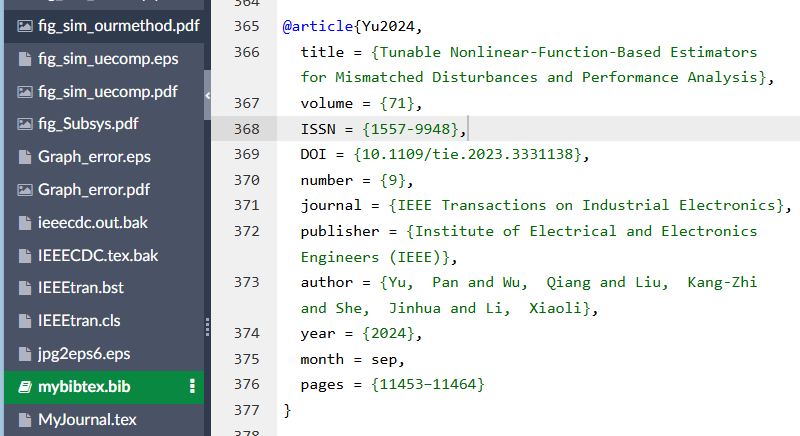 fig_sim_ourmethod.pdf
fig_sim_uecomp.eps
fig_sim_uecomp.pdf
fig_Subsys.pdf
Graph_error.eps
Graph_error.pdf
ieeecdc.out.bak
IEEECDC.tex.bak
IEEEtran.bst
IEEEtran.cls
jpg2eps6.eps
mybibtex.bib
MyJournal.tex
365 @article{Yu2024,
366 title = {Tunable Nonlinear-Function-Based Estimators
for Mismatched Disturbances and Performance Analysis},
367 volume = {71},
368 ISSN = {1557-9948},
369 DOI = {10.1109/tie.2023.3331138},
370 number = {9},
371 journal = {IEEE Transactions on Industrial Electronics},
372 publisher = {Institute of Electrical and Electronics
Engineers (IEEE)},
373 author = {Yu,  Pan and Wu,  Qiang and Liu,  Kang-Zhi
and She,  Jinhua and Li,  Xiaoli},
374 year = {2024},
375 month = sep,
376 pages = {11453–11464}
377 }